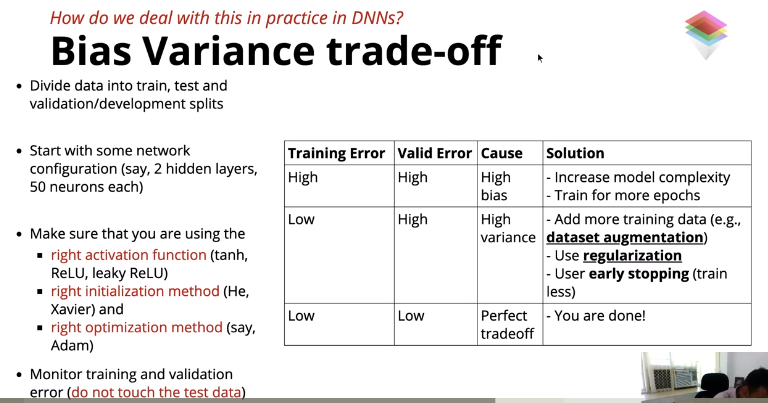 How do we deal with this in practice in DNNs?
Bias Variance trade-off
• Divide data into train, test and
validation/development splits
• Start with some network
configuration (say, 2 hidden layers,
50 neurons each)
• Make sure that you are using the
▪ right activation function (tanh,
ReLU, leaky ReLU)
▪ right initialization method (He,
Xavier) and
▪ right optimization method (say,
Adam)
• Monitor training and validation
error (do not touch the test data)
Training Error Valid Error Cause Solution
High High High bias - Increase model complexity
- Train for more epochs
Low High High variance - Add more training data (e.g.,
dataset augmentation)
- Use regularization
- User early stopping (train
less)
Low Low Perfect tradeoff - You are done!